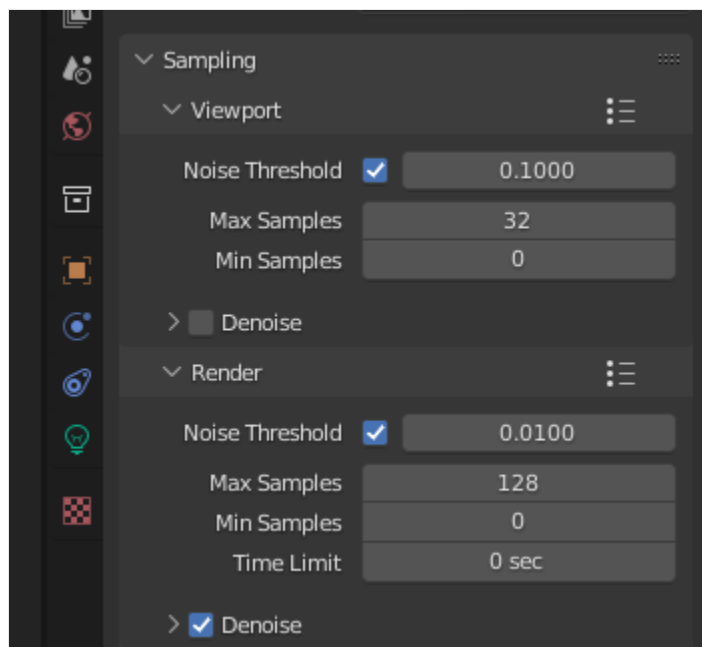 Sampling
Viewport
Noise Threshold 0.1000
Max Samples 32
Min Samples 0
Denoise
Render
Noise Threshold 0.0100
Max Samples 128
Min Samples 0
Time Limit 0 sec
Denoise